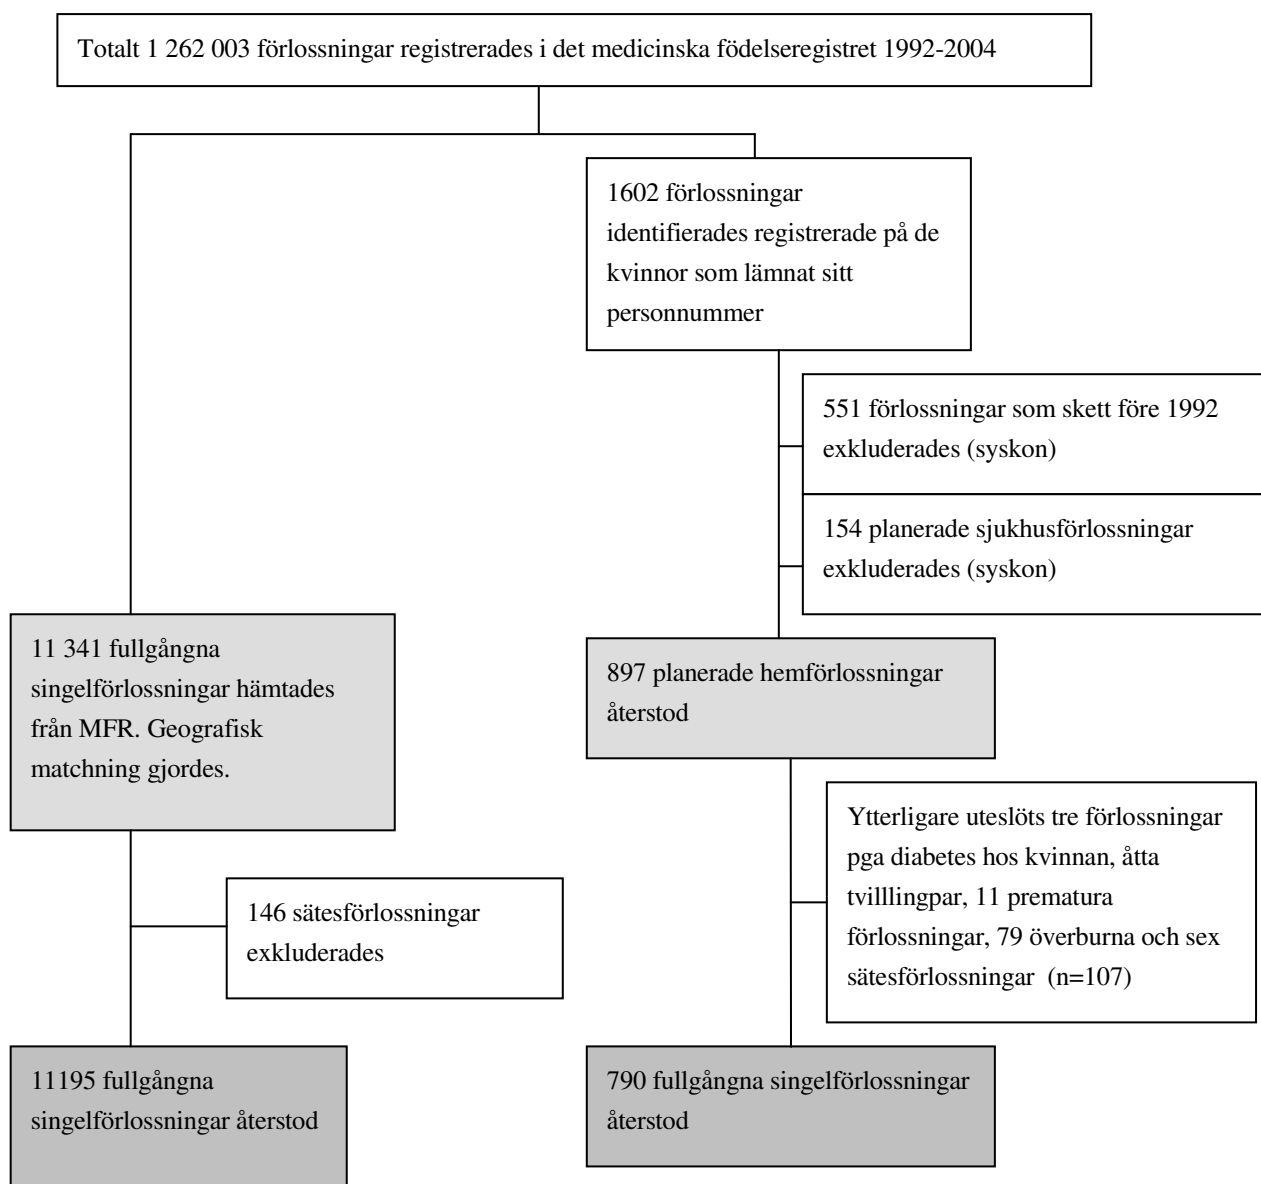 Totalt 1 262 003 förlossningar registrerades i det medicinska födelseregistret 1992-2004
1602 förlossningar
identifierades registrerade på de
kvinnor som lämnat sitt
personnummer
551 förlossningar som skett före 1992
exkluderades (syskon)
154 planerade sjukhusförlossningar
exkluderades (syskon)
11 341 fullgångna
singelförlossningar hämtades
från MFR. Geografisk
matchning gjordes.
897 planerade hemförlossningar
återstod
Ytterligare uteslöts tre förlossningar
pga diabetes hos kvinnan, åtta
tvilllingpar, 11 prematura
förlossningar, 79 överburna och sex
sätesförlossningar (n=107)
146 sätesförlossningar
exkluderades
11195 fullgångna
singelförlossningar återstod
790 fullgångna singelförlossningar
återstod